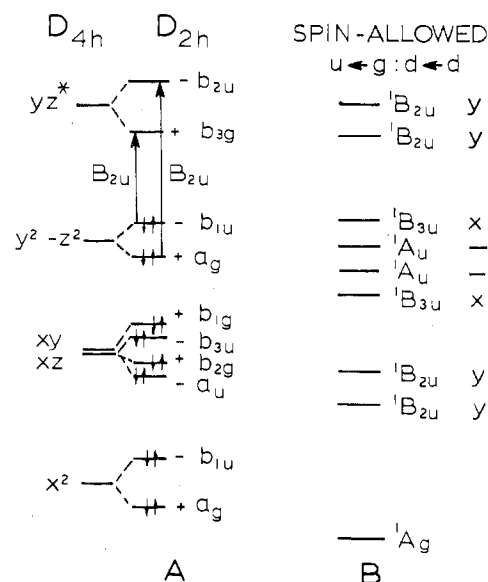 D4h D2h SPIN-ALLOWED
u ← g : d ← d
- b2u
yz* ¹B2u y
+ b3g ¹B2u y
B2u B2u
- b1u ¹B3u x
y² -z² ¹Au –
+ ag ¹Au –
¹B3u x
+ b1g
xy - b3u
xz + b2g ¹B2u y
- au ¹B2u y
- b1u
x²
+ ag
¹Ag
A B